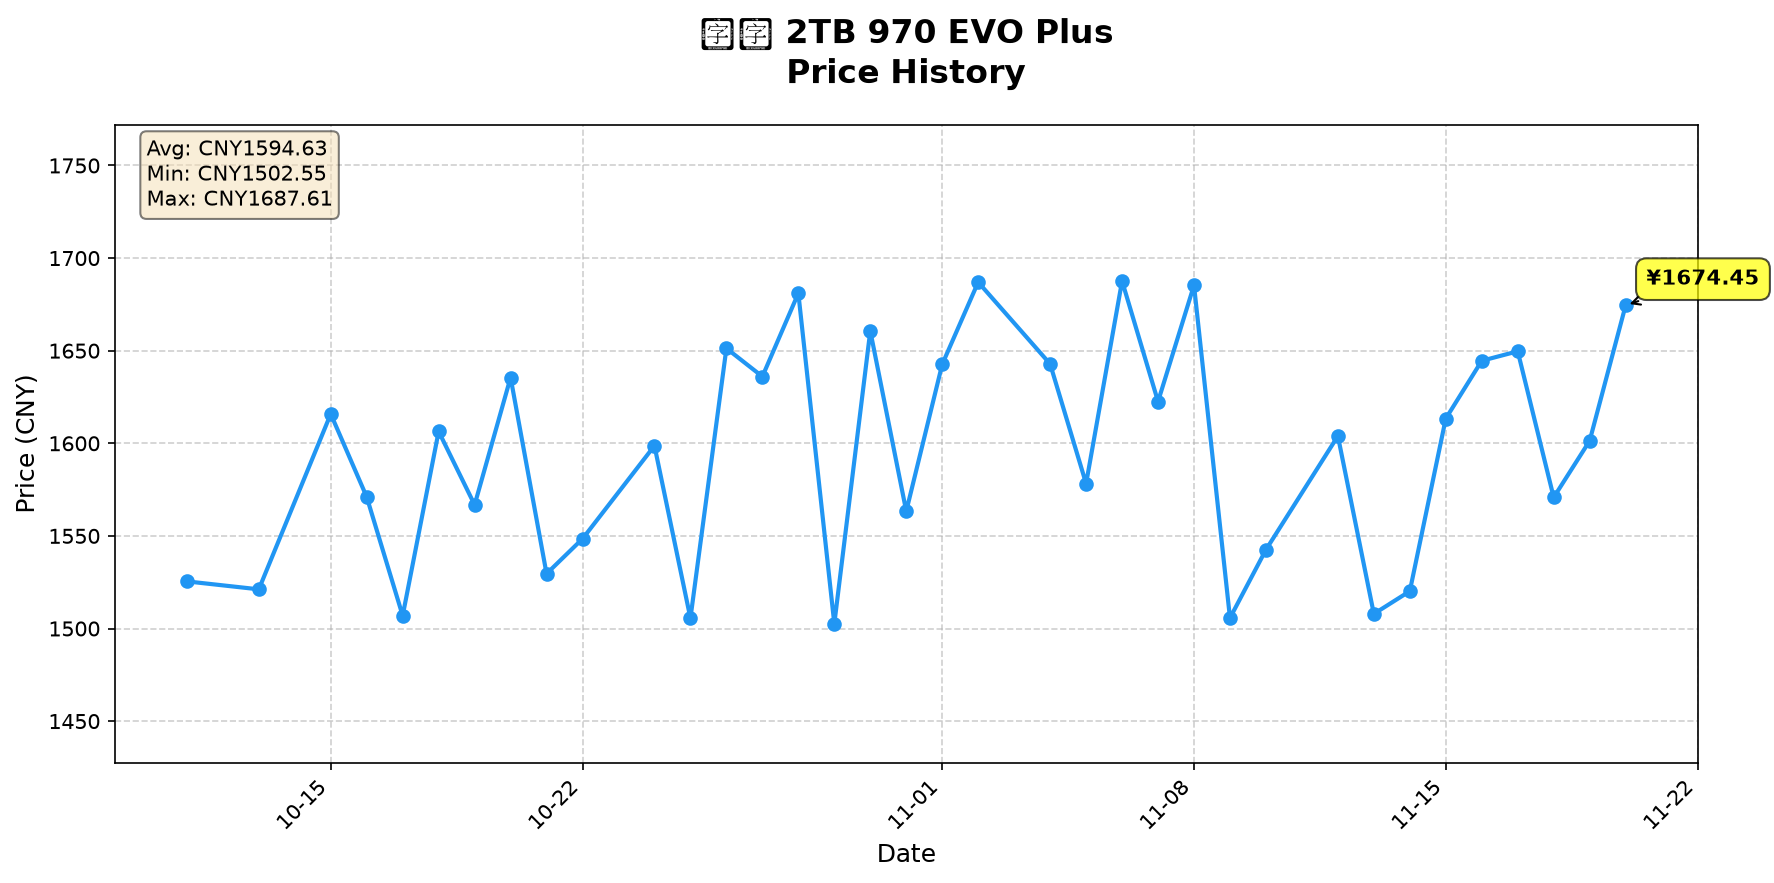 2TB 970 EVO Plus
Price History
Avg: CNY1594.63
Min: CNY1502.55
Max: CNY1687.61
¥1674.45
1750
1700
1650
1600
1550
1500
1450
Price (CNY)
10-15
10-22
11-01
11-08
11-15
11-22
Date